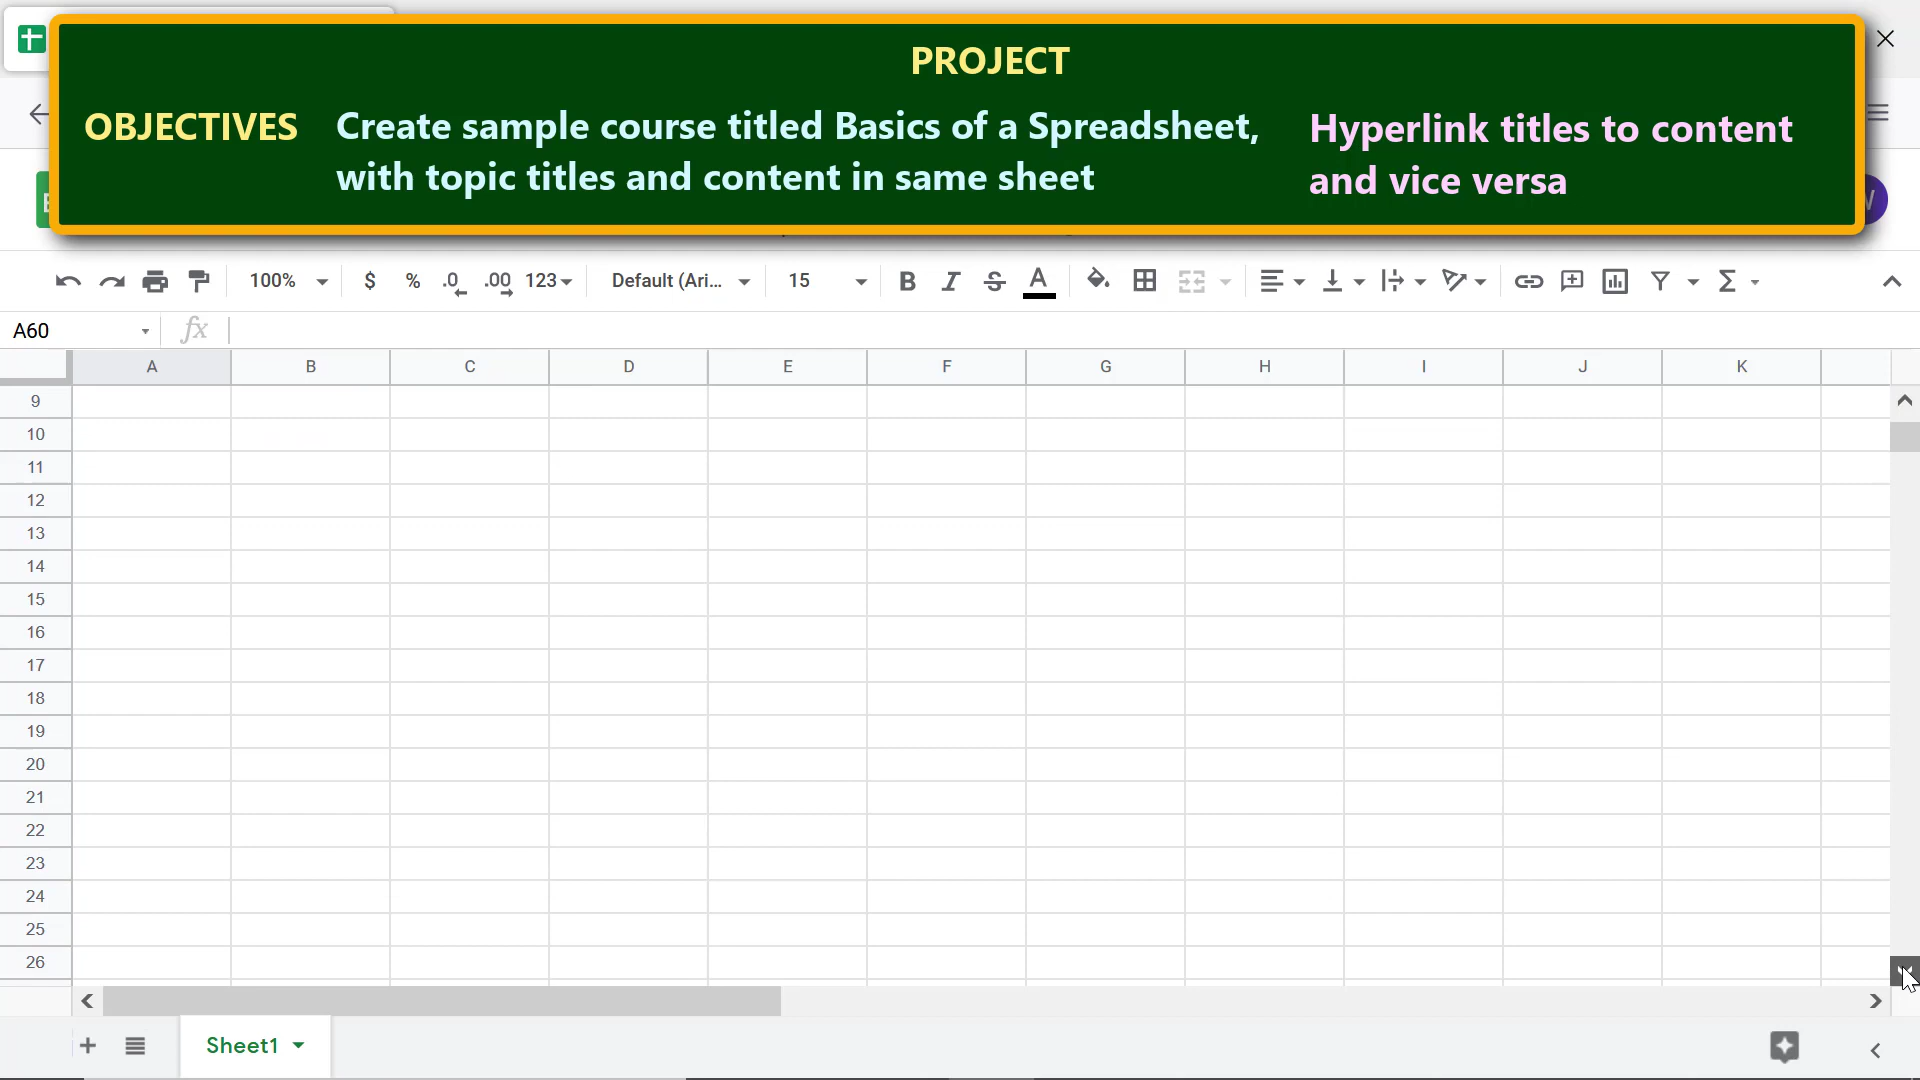 PROJECT
OBJECTIVES
Create sample course titled Basics of a Spreadsheet,
with topic titles and content in same sheet
Hyperlink titles to content
and vice versa
100%
$
%
.0
.00
123
Default (Ari...
15
B
I
S
A
Σ
A60
fx
A B C D E F G H I J K
9
10
11
12
13
14
15
16
17
18
19
20
21
22
23
24
25
26
Sheet1